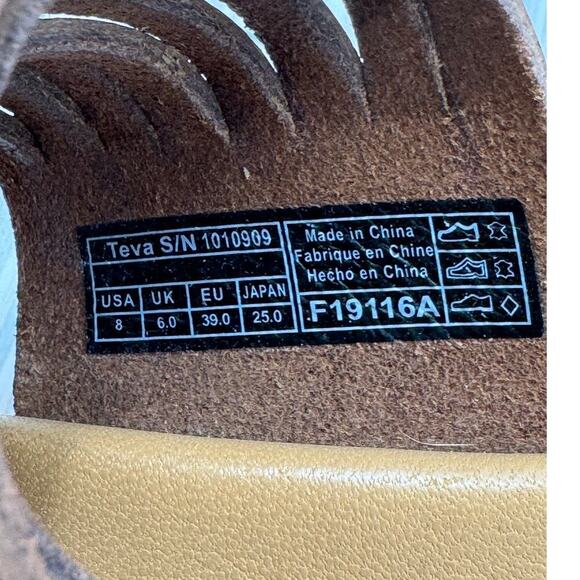 Teva S/N 1010909
USA UK EU JAPAN
8 6.0 39.0 25.0
Made in China
Fabrique en Chine
Hecho en China
F19116A